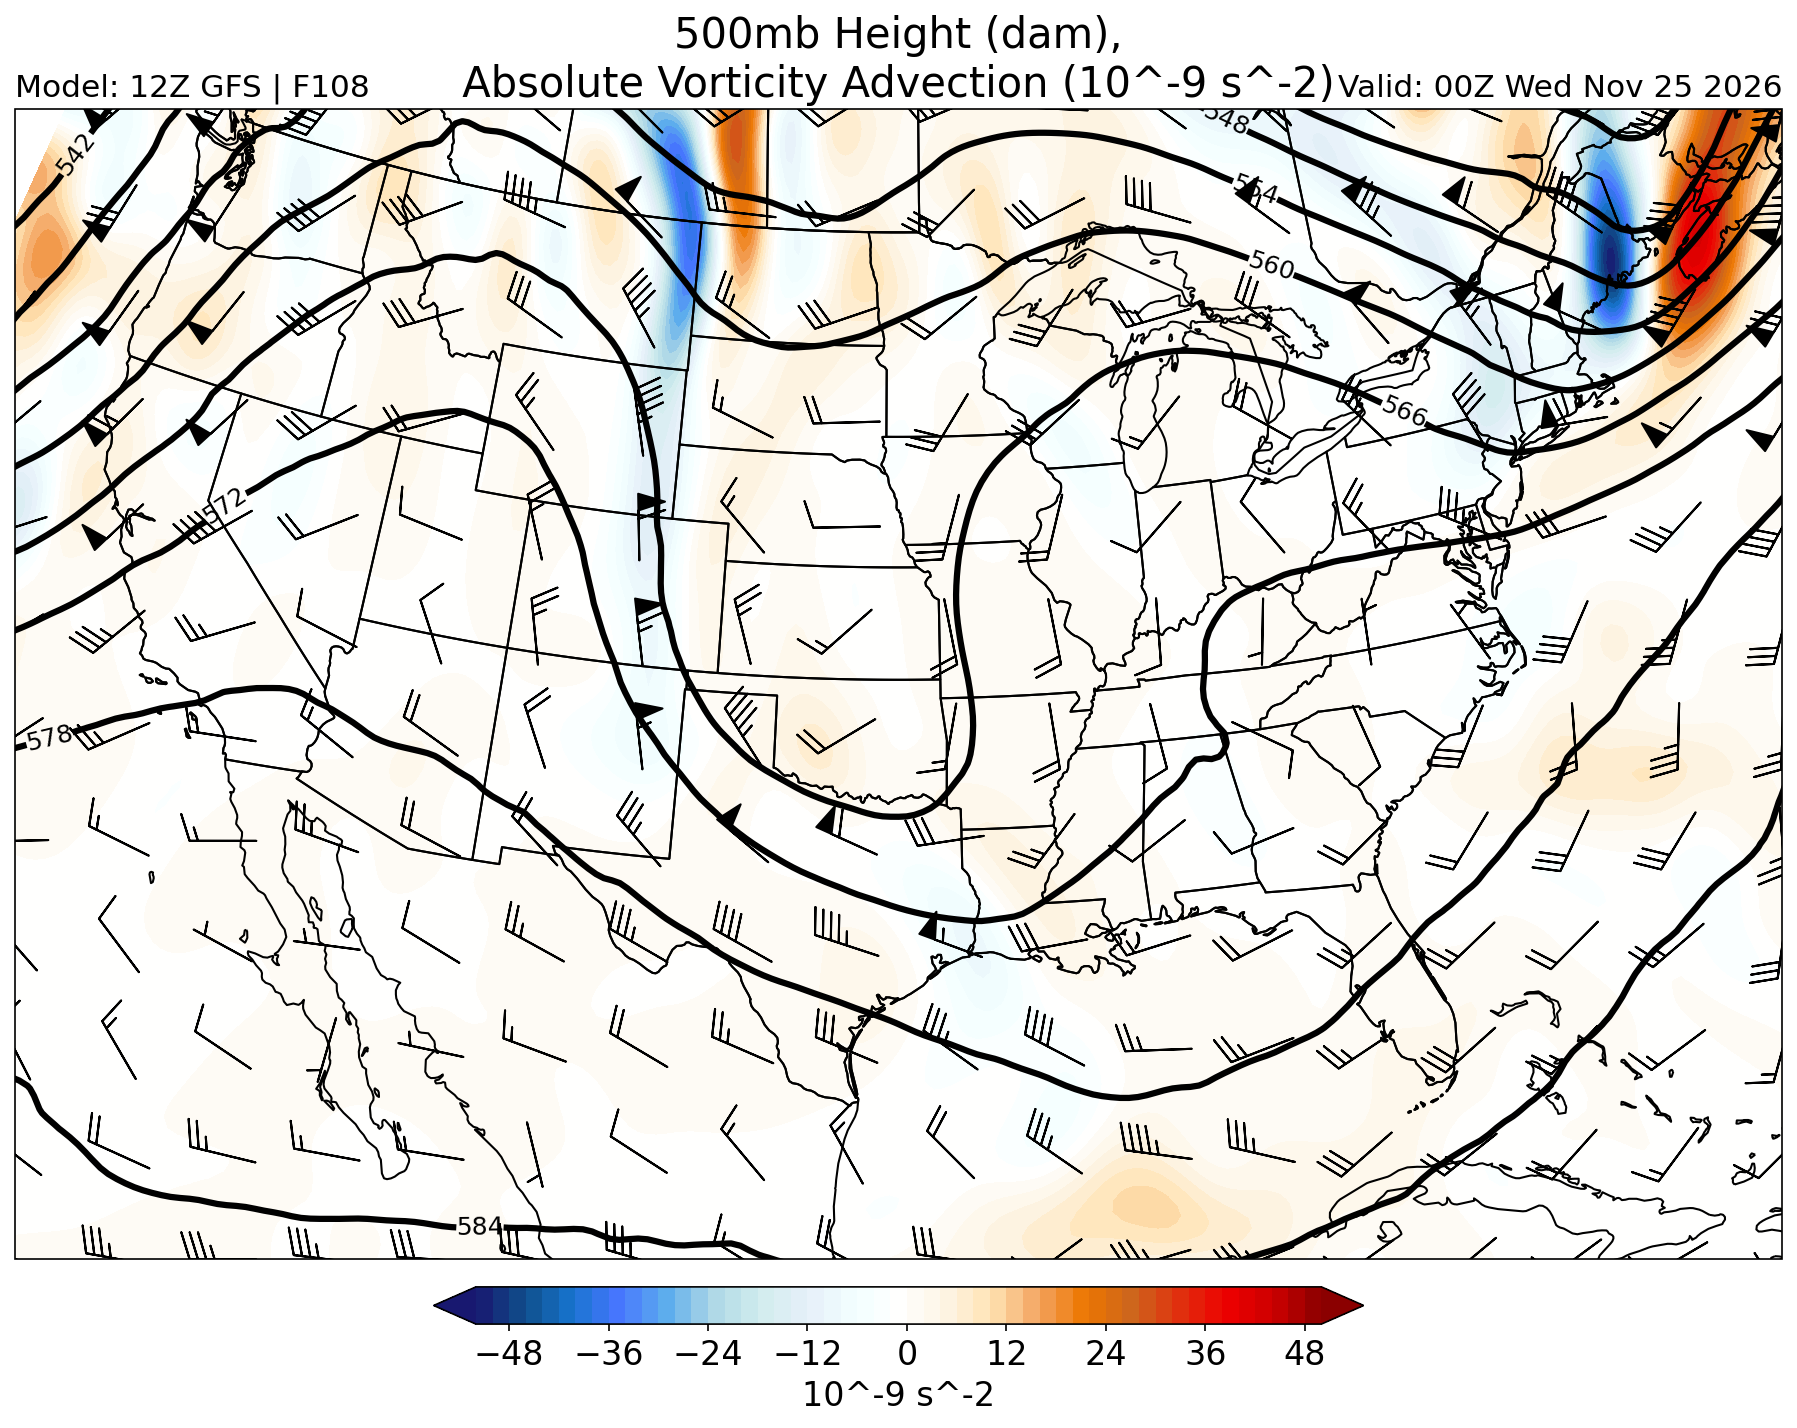 500mb Height (dam),
Absolute Vorticity Advection (10^-9 s^-2)
Model: 12Z GFS | F108
Valid: 00Z Wed Nov 25 2026
542
548
554
560
566
572
578
584
−48 −36 −24 −12 0 12 24 36 48
10^-9 s^-2